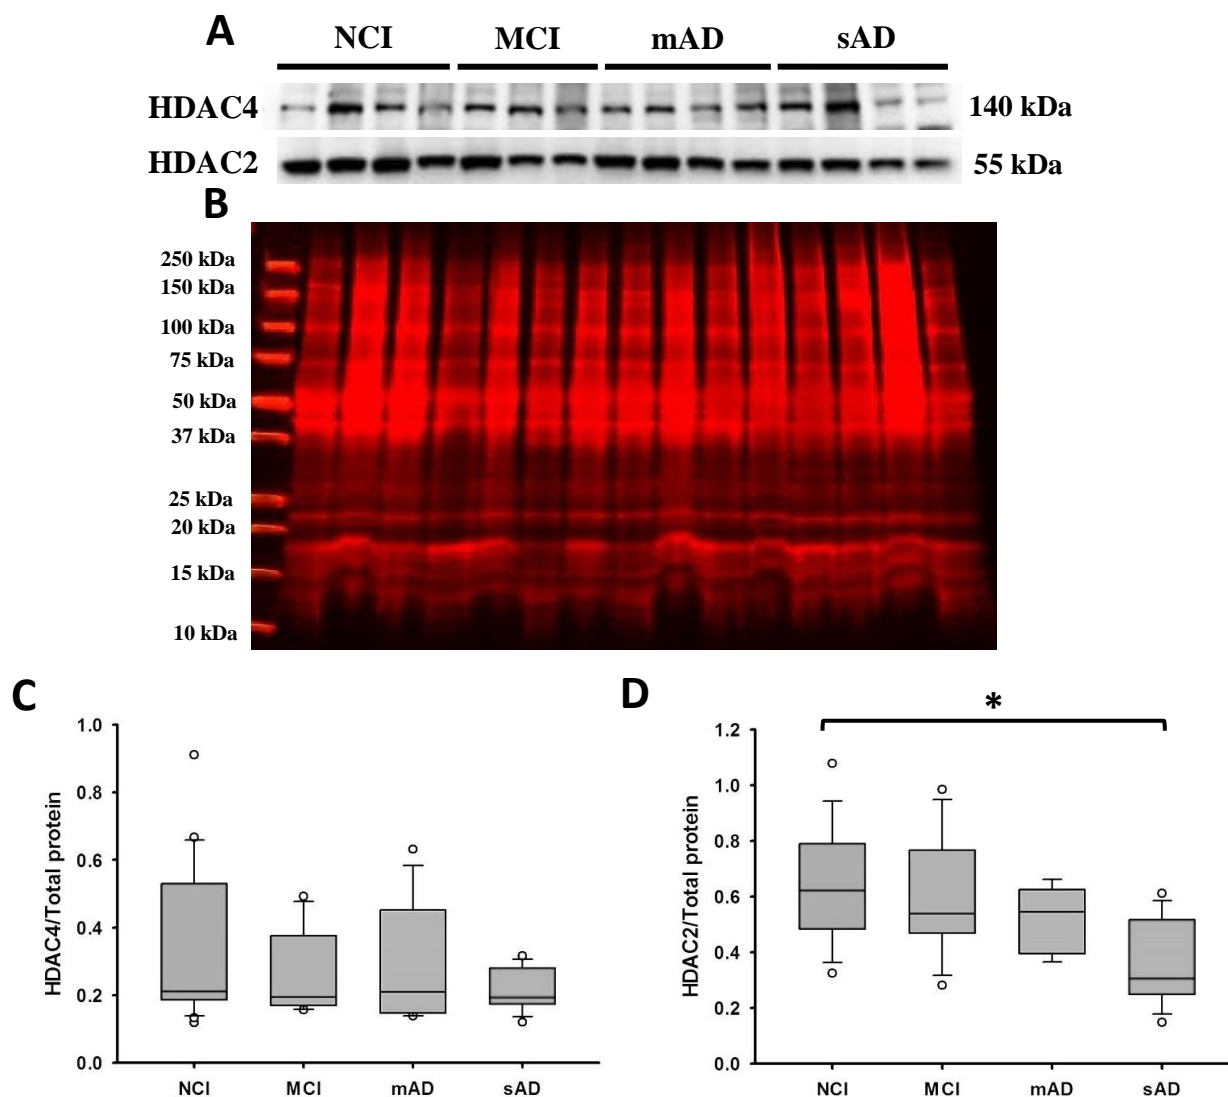 A
NCI MCI mAD sAD
HDAC4 140 kDa
HDAC2 55 kDa
B
250 kDa
150 kDa
100 kDa
75 kDa
50 kDa
37 kDa
25 kDa
20 kDa
15 kDa
10 kDa
C
HDAC4/Total protein
1.0
0.8
0.6
0.4
0.2
0.0
NCI MCI mAD sAD
D
*
HDAC2/Total protein
1.2
1.0
0.8
0.6
0.4
0.2
0.0
NCI MCI mAD sAD